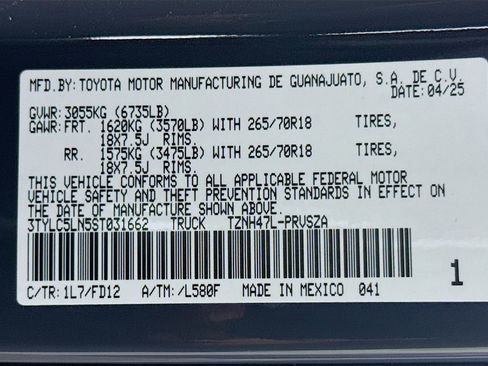 MFD.BY: TOYOTA MOTOR MANUFACTURING DE GUANAJUATO, S.A. DE C.V.
DATE: 04/25
GVWR: 3055KG (6735LB)
GAWR: FRT. 1620KG (3570LB) WITH 265/70R18 TIRES,
18X7.5J RIMS.
RR. 1575KG (3475LB) WITH 265/70R18 TIRES,
18X7.5J RIMS.
THIS VEHICLE CONFORMS TO ALL APPLICABLE FEDERAL MOTOR
VEHICLE SAFETY AND THEFT PREVENTION STANDARDS IN EFFECT ON
THE DATE OF MANUFACTURE SHOWN ABOVE.
3TYLC5LN5ST031662 TRUCK TZNH47L-PRVSZA
C/TR: 1L7/FD12 A/TM: /L580F MADE IN MEXICO 041 1